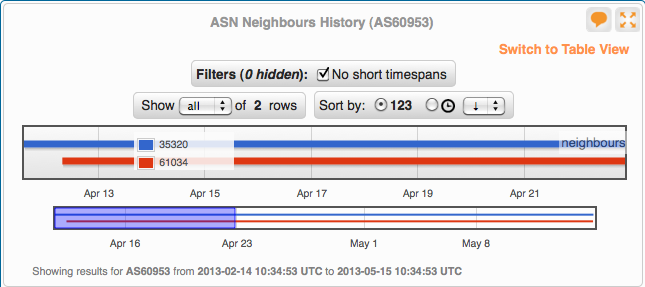 ASN Neighbours History (AS60953)
Switch to Table View
Filters (0 hidden): No short timespans
Show all of 2 rows Sort by: 123 ↓
35320 neighbours
61034
Apr 13 Apr 15 Apr 17 Apr 19 Apr 21
Apr 16 Apr 23 May 1 May 8
Showing results for AS60953 from 2013-02-14 10:34:53 UTC to 2013-05-15 10:34:53 UTC